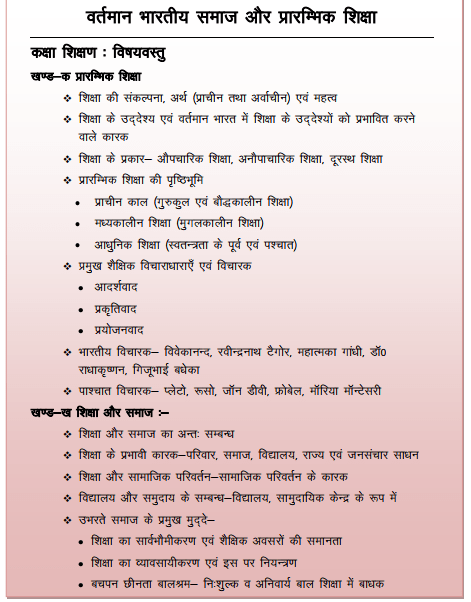 वर्तमान भारतीय समाज और प्रारम्भिक शिक्षा
कक्षा शिक्षण : विषयवस्तु
खण्ड–क प्रारम्भिक शिक्षा
❖ शिक्षा की संकल्पना, अर्थ (प्राचीन तथा अर्वाचीन) एवं महत्व
❖ शिक्षा के उद्देश्य एवं वर्तमान भारत में शिक्षा के उद्देश्यों को प्रभावित करने
वाले कारक
❖ शिक्षा के प्रकार– औपचारिक शिक्षा, अनौपाचारिक शिक्षा, दूरस्थ शिक्षा
❖ प्रारम्भिक शिक्षा की पृष्ठिभूमि
• प्राचीन काल (गुरुकुल एवं बौद्धकालीन शिक्षा)
• मध्यकालीन शिक्षा (मुगलकालीन शिक्षा)
• आधुनिक शिक्षा (स्वतन्त्रता के पूर्व एवं पश्चात)
❖ प्रमुख शैक्षिक विचाराधाराएँ एवं विचारक
• आदर्शवाद
• प्रकृतिवाद
• प्रयोजनवाद
❖ भारतीय विचारक– विवेकानन्द, रवीन्द्रनाथ टैगोर, महात्मका गांधी, डॉ०
राधाकृष्णन, गिजूभाई बधेका
❖ पाश्चात विचारक– प्लेटो, रूसो, जॉन डीवी, फ्रोबेल, मॉरिया मॉन्टेसरी
खण्ड–ख शिक्षा और समाज :–
❖ शिक्षा और समाज का अन्तः सम्बन्ध
❖ शिक्षा के प्रभावी कारक–परिवार, समाज, विद्यालय, राज्य एवं जनसंचार साधन
❖ शिक्षा और सामाजिक परिवर्तन–सामाजिक परिवर्तन के कारक
❖ विद्यालय और समुदाय के सम्बन्ध–विद्यालय, सामुदायिक केन्द्र के रूप में
❖ उभरते समाज के प्रमुख मुद्दे–
• शिक्षा का सार्वभौमीकरण एवं शैक्षिक अवसरों की समानता
• शिक्षा का व्यावसायीकरण एवं इस पर नियन्त्रण
• बचपन छीनता बालश्रम– निःशुल्क व अनिवार्य बाल शिक्षा में बाधक